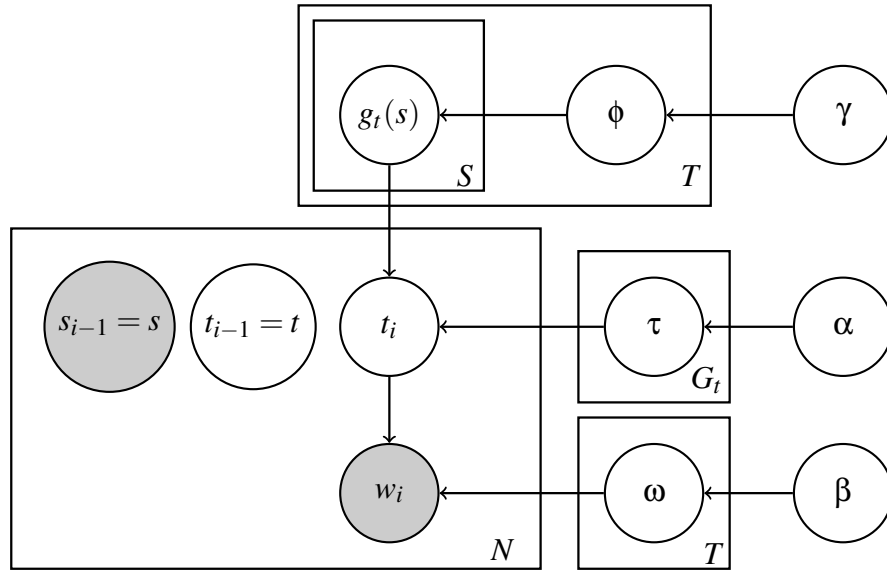 g_t(s)
ϕ
γ
S
T
s_{i−1} = s
t_{i−1} = t
t_i
τ
α
G_t
w_i
ω
β
N
T